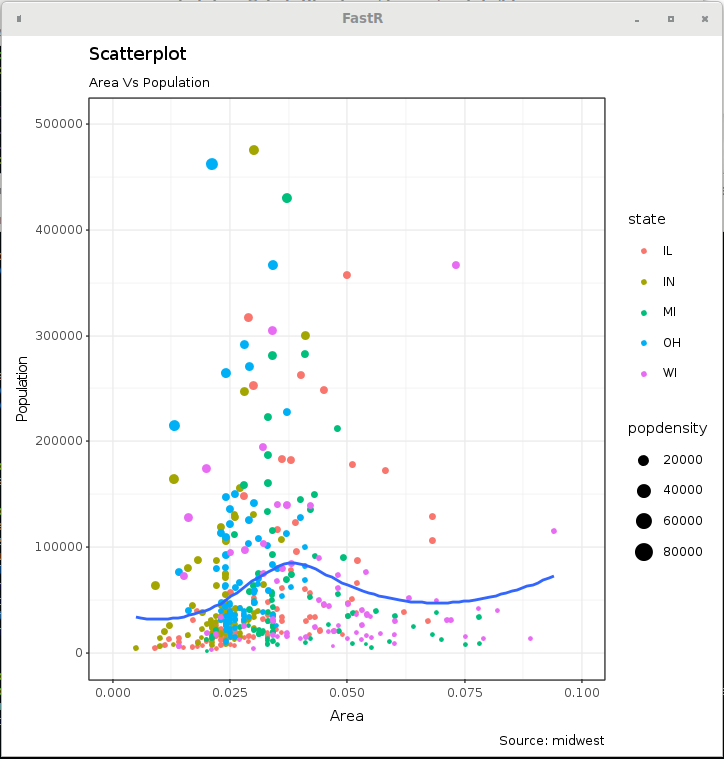 FastR
Scatterplot
Area Vs Population
500000
400000
300000
200000
100000
0
Population
0.000
0.025
0.050
0.075
0.100
Area
state
IL
IN
MI
OH
WI
popdensity
20000
40000
60000
80000
Source: midwest